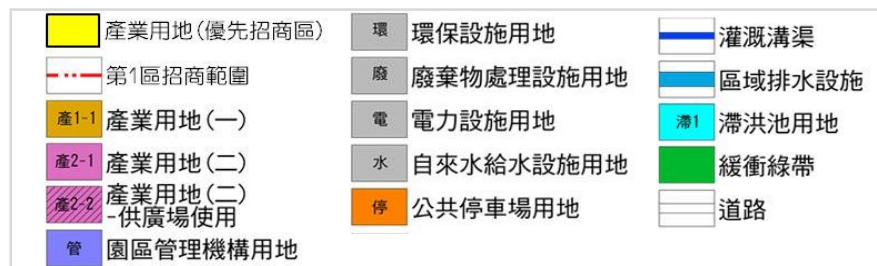 產業用地(優先招商區)
第1區招商範圍
產1-1 產業用地(一)
產2-1 產業用地(二)
產2-2 產業用地(二)
-供廣場使用
管 園區管理機構用地
環 環保設施用地
廢 廢棄物處理設施用地
電 電力設施用地
水 自來水給水設施用地
停 公共停車場用地
灌溉溝渠
區域排水設施
滯1 滯洪池用地
緩衝綠帶
道路